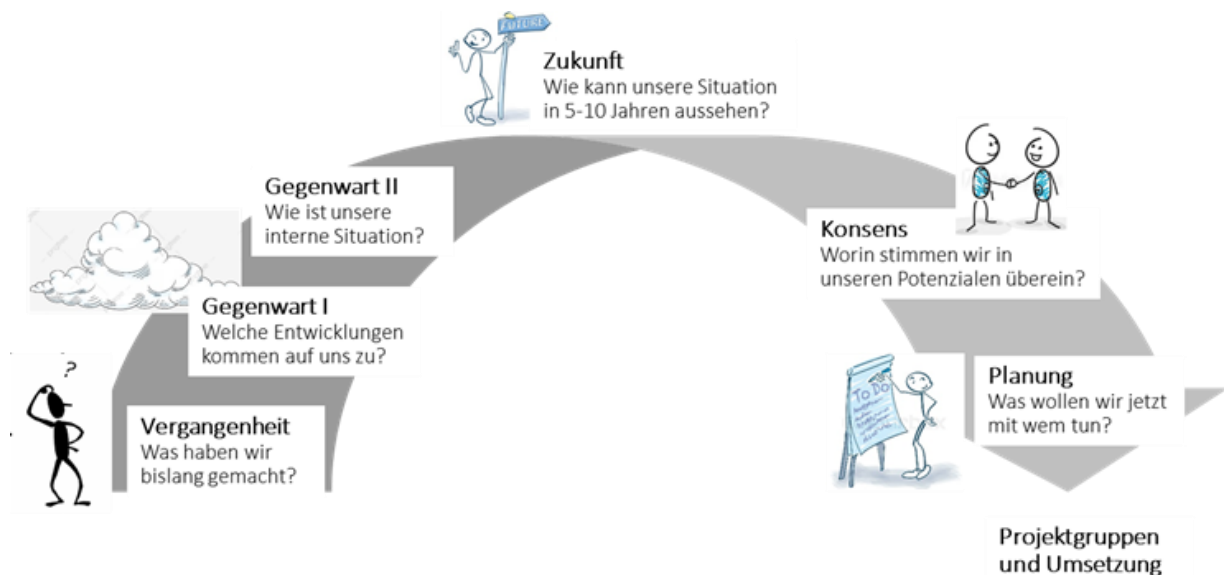 FUTURE
Zukunft
Wie kann unsere Situation
in 5-10 Jahren aussehen?
Gegenwart II
Wie ist unsere
interne Situation?
Konsens
Worin stimmen wir in
unseren Potenzialen überein?
Gegenwart I
Welche Entwicklungen
kommen auf uns zu?
?
Vergangenheit
Was haben wir
bislang gemacht?
To Do
Planung
Was wollen wir jetzt
mit wem tun?
Projektgruppen
und Umsetzung